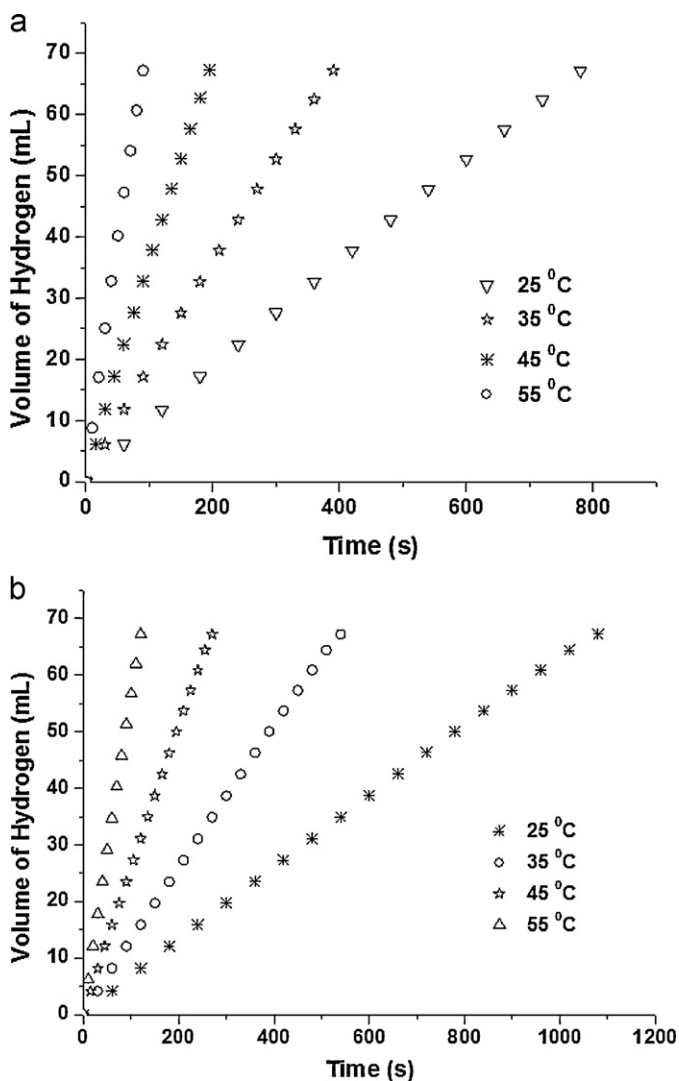 a
70
60
50
40
30
20
10
0
Volume of Hydrogen (mL)
25 ⁰C
35 ⁰C
45 ⁰C
55 ⁰C
0 200 400 600 800
Time (s)
b
70
60
50
40
30
20
10
0
Volume of Hydrogen (mL)
25 ⁰C
35 ⁰C
45 ⁰C
55 ⁰C
0 200 400 600 800 1000 1200
Time (s)